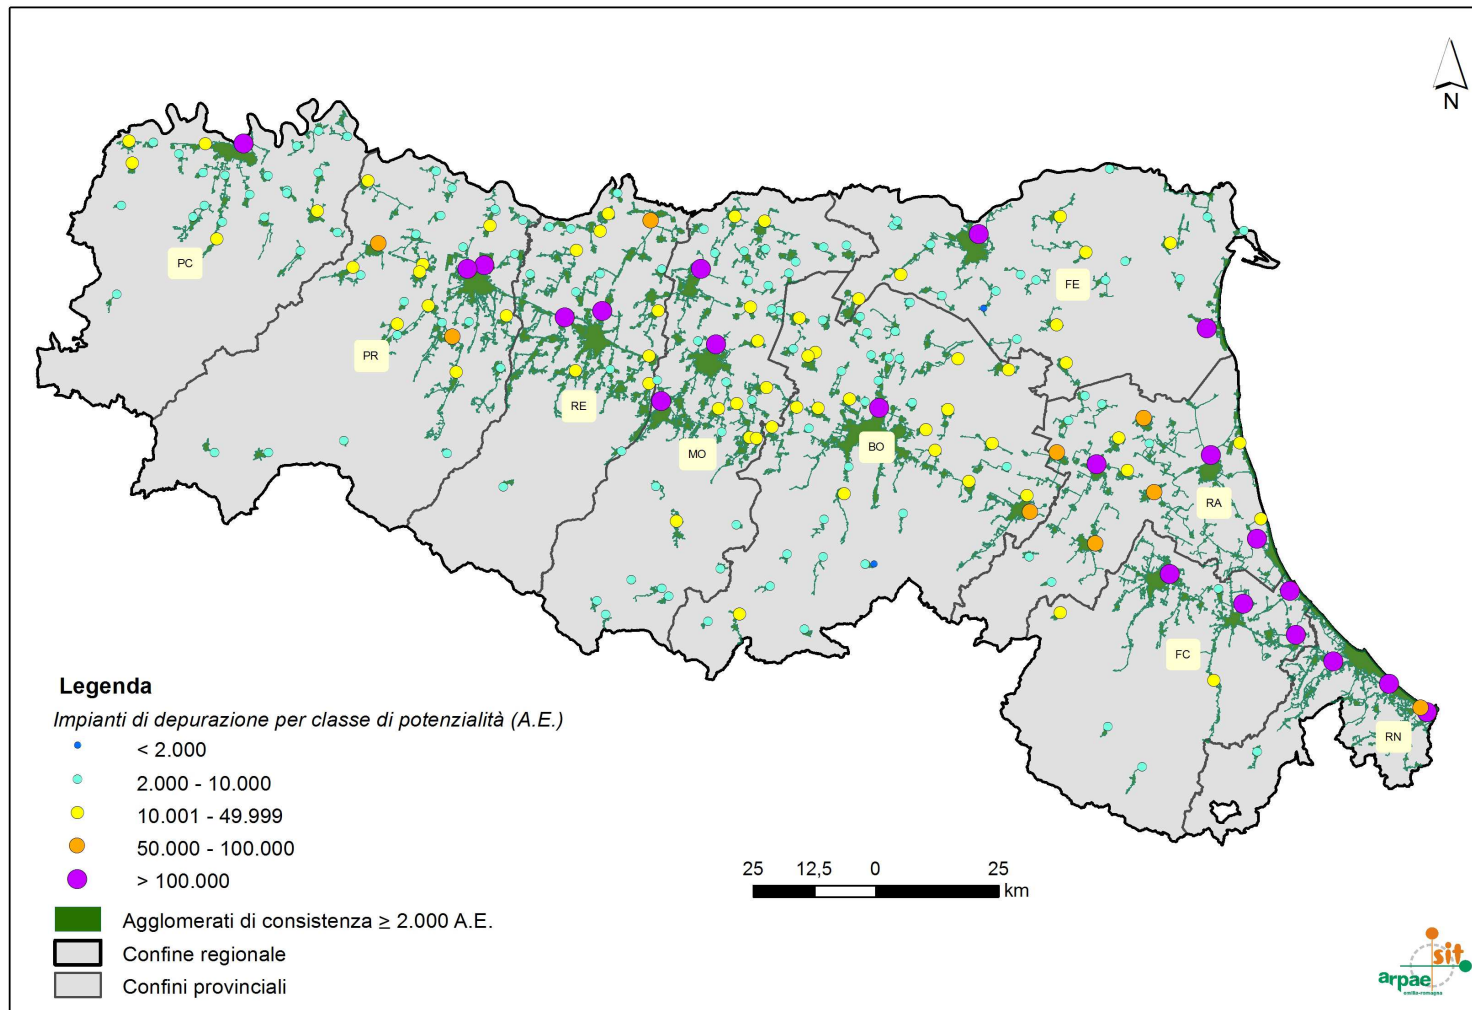 N
PC
PR
RE
MO
BO
FE
RA
FC
RN
Legenda
Impianti di depurazione per classe di potenzialità (A.E.)
< 2.000
2.000 - 10.000
10.001 - 49.999
50.000 - 100.000
> 100.000
Agglomerati di consistenza ≥ 2.000 A.E.
Confine regionale
Confini provinciali
25 12,5 0 25
km
sit
arpae
emilia-romagna